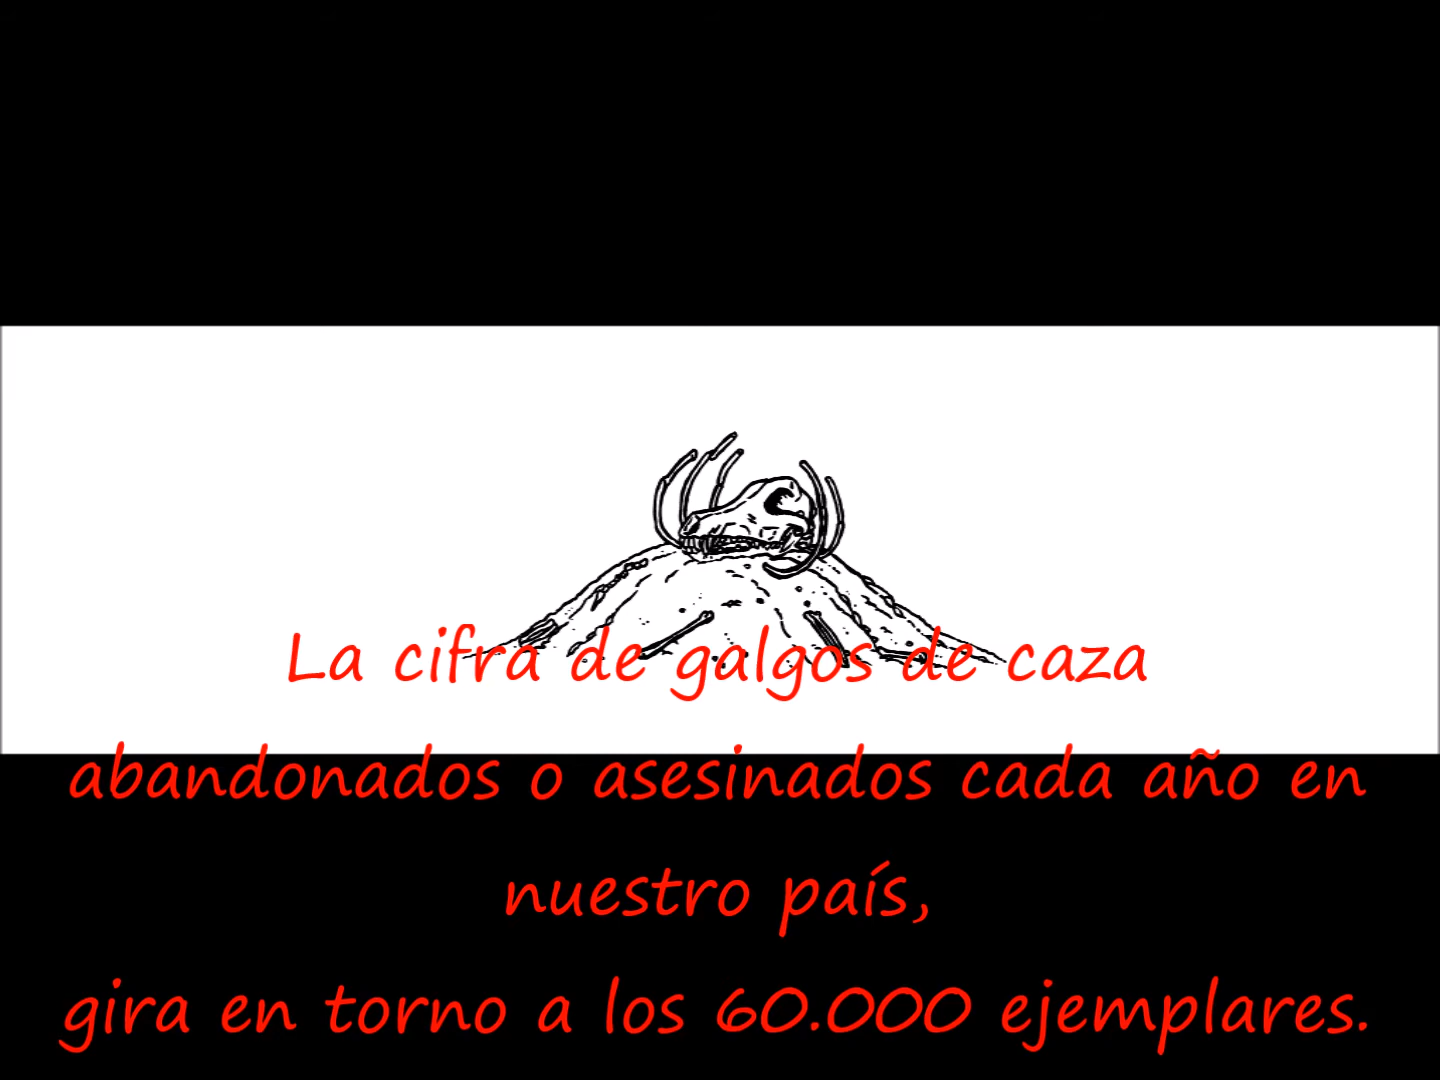 La cifra de galgos de caza
abandonados o asesinados cada año en
nuestro país,
gira en torno a los 60.000 ejemplares.